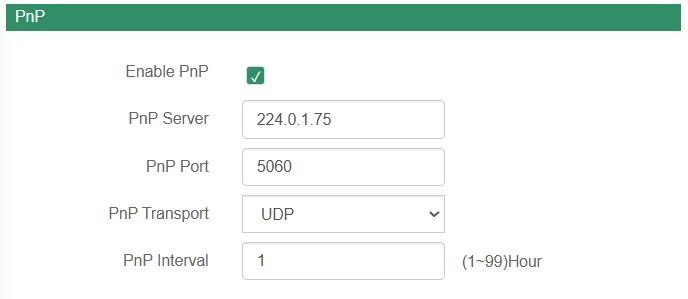 PnP
Enable PnP
PnP Server 224.0.1.75
PnP Port 5060
PnP Transport UDP
PnP Interval 1 (1~99)Hour